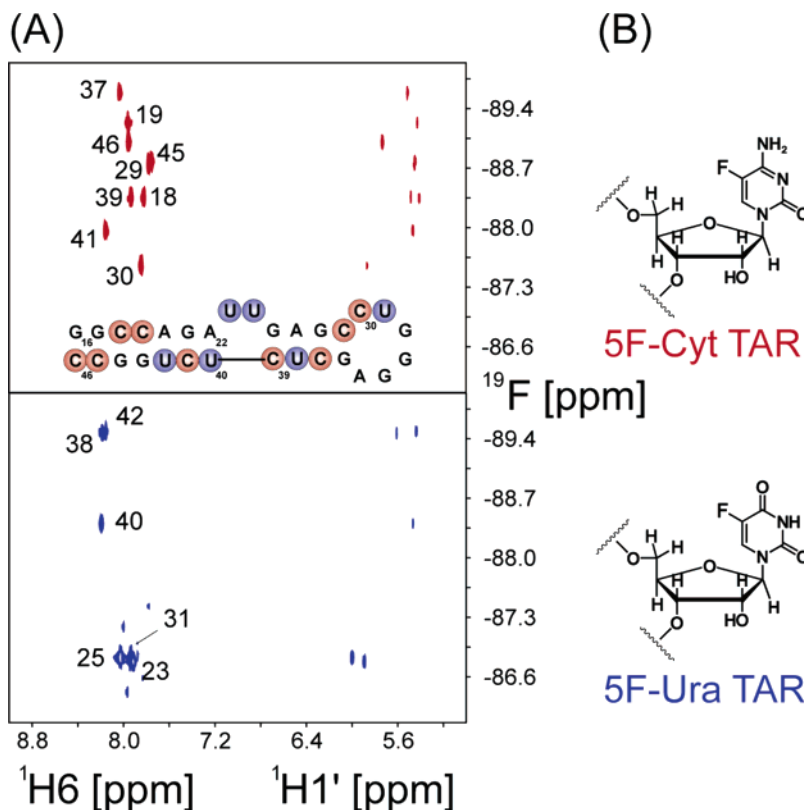 (A)
(B)
37
19
46
45
29
39
18
41
30
-89.4
-88.7
-88.0
-87.3
-86.6
U U C U
G G C C A G A G A G C G
16 22 30
C C G G U C U C U C G G
46 40 39 A G
¹⁹F [ppm]
42
38
40
31
25
23
-89.4
-88.7
-88.0
-87.3
-86.6
8.8 8.0 7.2 6.4 5.6
¹H6 [ppm] ¹H1' [ppm]
NH₂
F
N
H
H
O
N
O
O
H
H
H
H
H
O
HO
5F-Cyt TAR
O
F
NH
H
H
O
N
O
O
H
H
H
H
H
O
HO
5F-Ura TAR